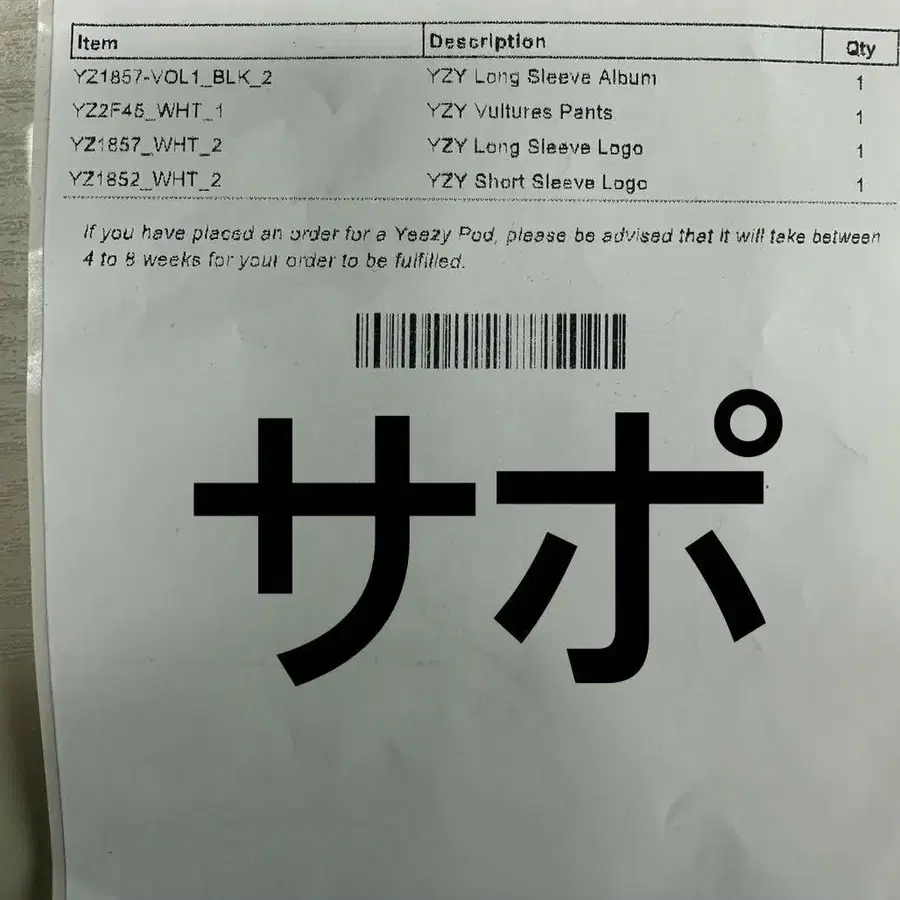 Item Description Qty
YZ1857-VOL1_BLK_2 YZY Long Sleeve Album 1
YZ2F45_WHT_1 YZY Vultures Pants 1
YZ1857_WHT_2 YZY Long Sleeve Logo 1
YZ1852_WHT_2 YZY Short Sleeve Logo 1
If you have placed an order for a Yeezy Pod, please be advised that it will take between
4 to 8 weeks for your order to be fulfilled.
サポ